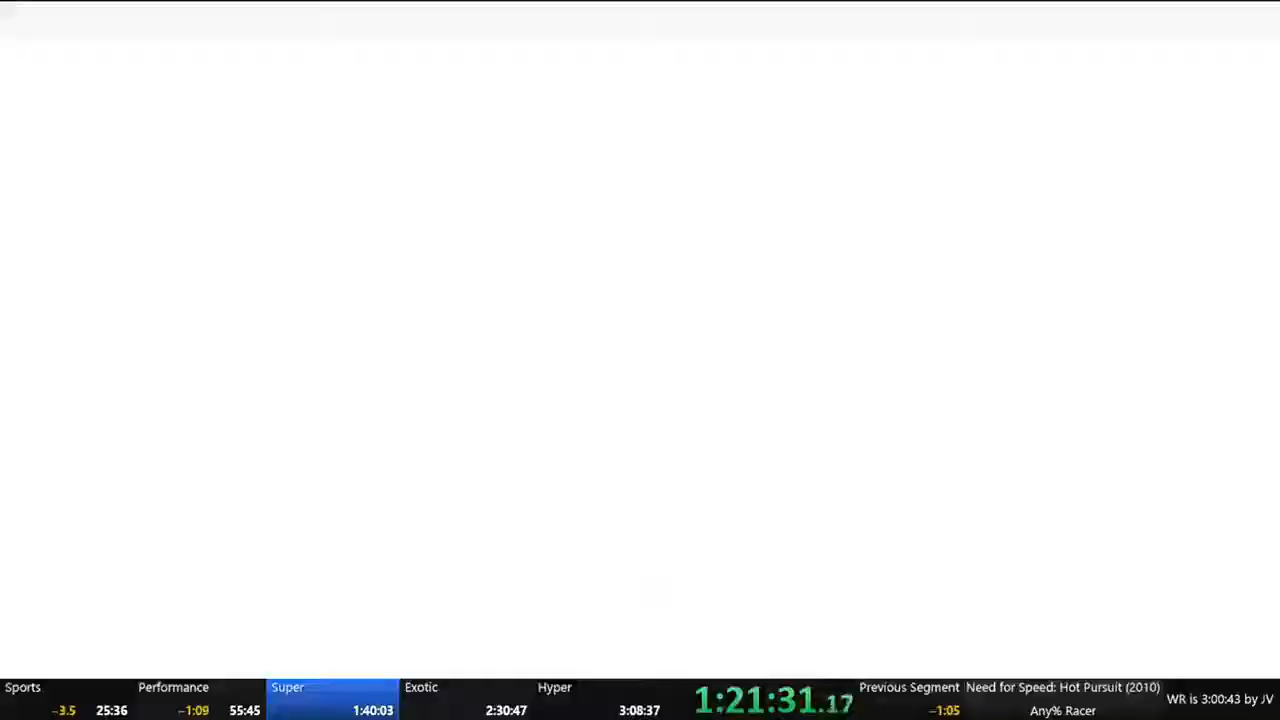 Sports
−3.5 25:36
Performance
−1:09 55:45
Super
1:40:03
Exotic
2:30:47
Hyper
3:08:37
1:21:31.17
Previous Segment
−1:05
Need for Speed: Hot Pursuit (2010)
Any% Racer
WR is 3:00:43 by JV